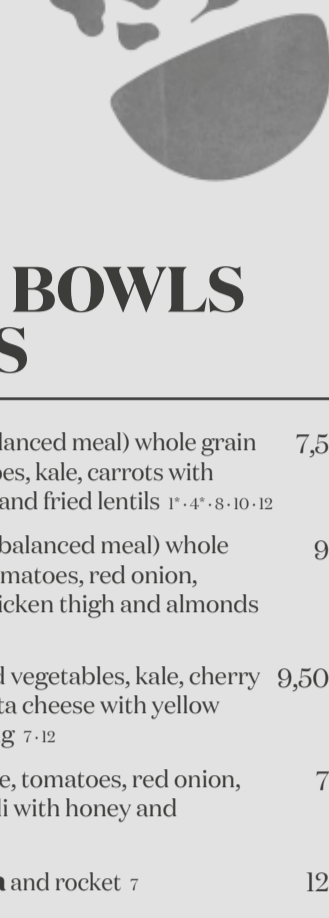 BOWLS
S
lanced meal) whole grain 7,5
oes, kale, carrots with
and fried lentils 1*·4*·8·10·12
balanced meal) whole 9
matoes, red onion,
icken thigh and almonds
d vegetables, kale, cherry 9,50
ta cheese with yellow
g 7·12
e, tomatoes, red onion, 7
li with honey and
a and rocket 7 12